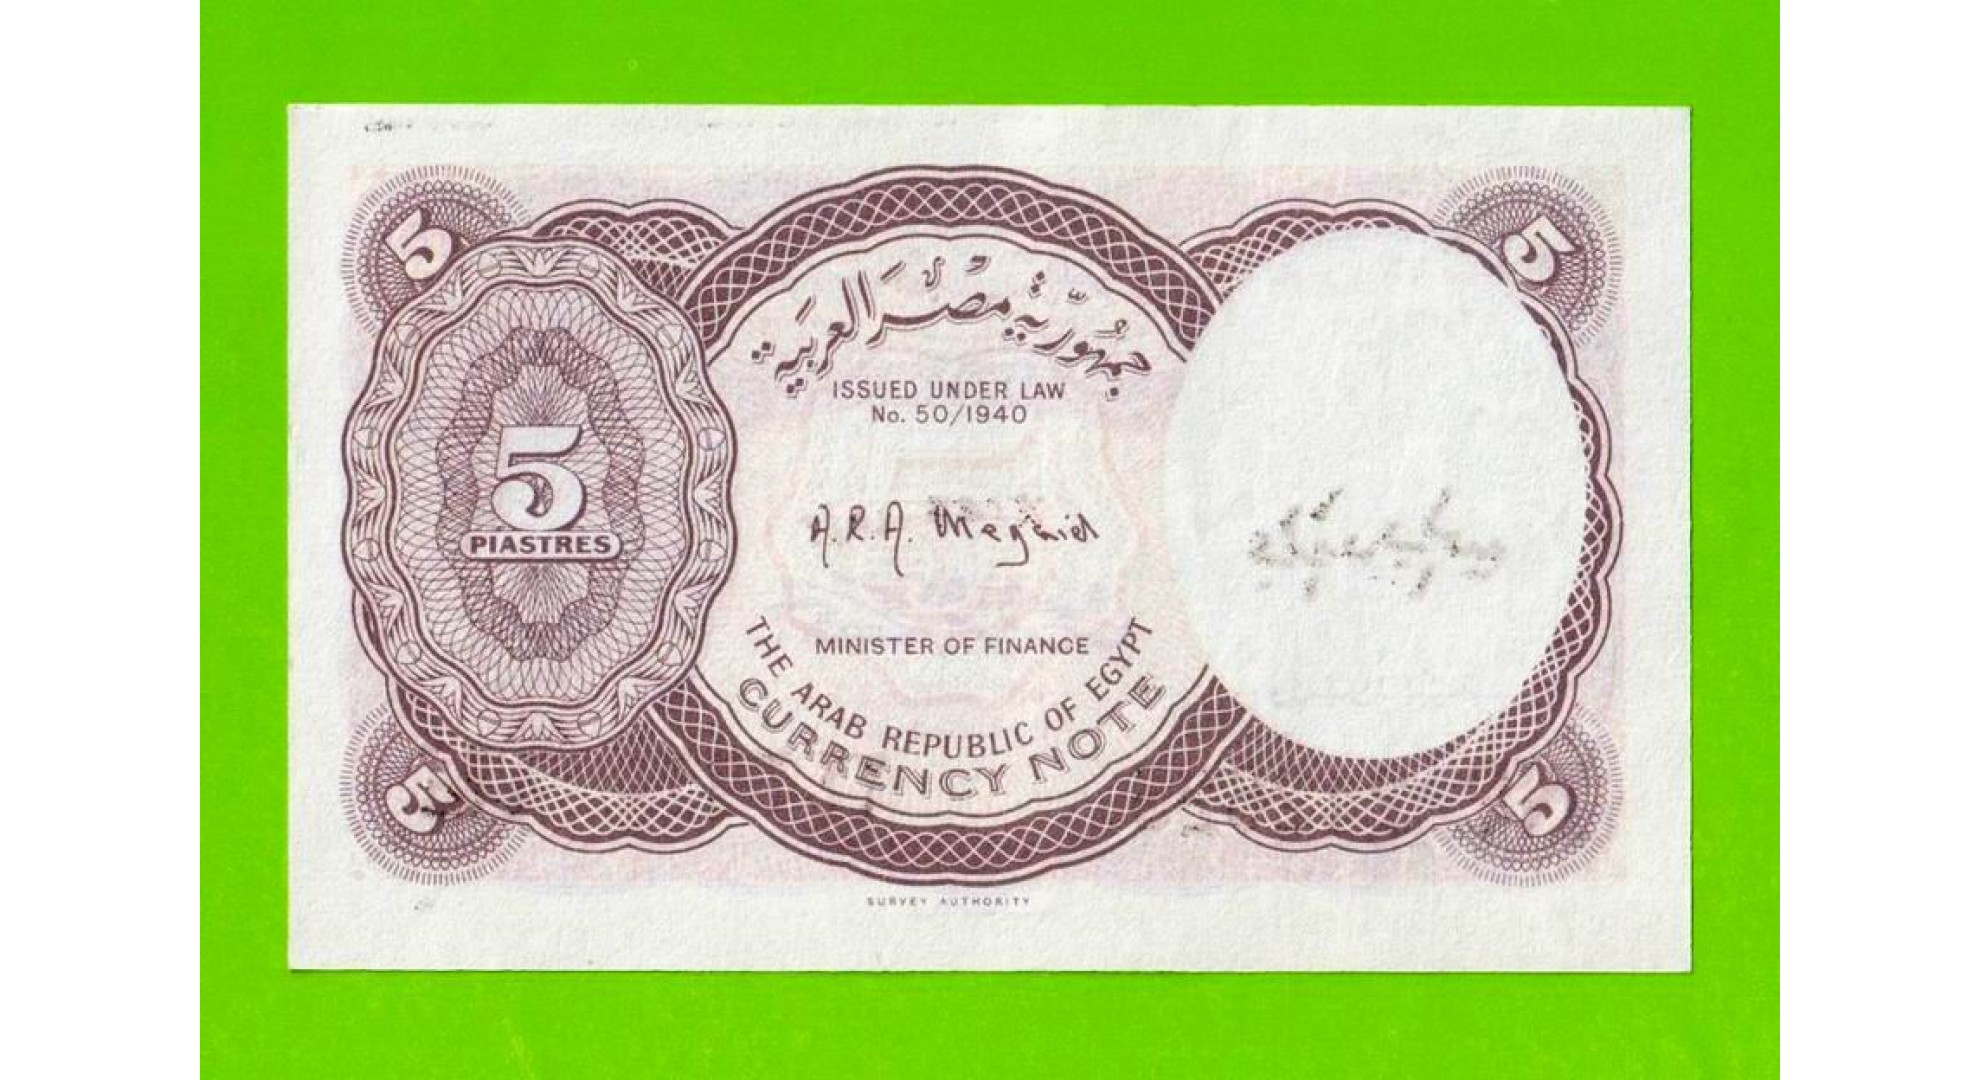 5
5
جمهورية مصر العربية
ISSUED UNDER LAW
No. 50/1940
5
PIASTRES
A.R.A. Meguid
MINISTER OF FINANCE
THE ARAB REPUBLIC OF EGYPT
CURRENCY NOTE
5
5
SURVEY AUTHORITY